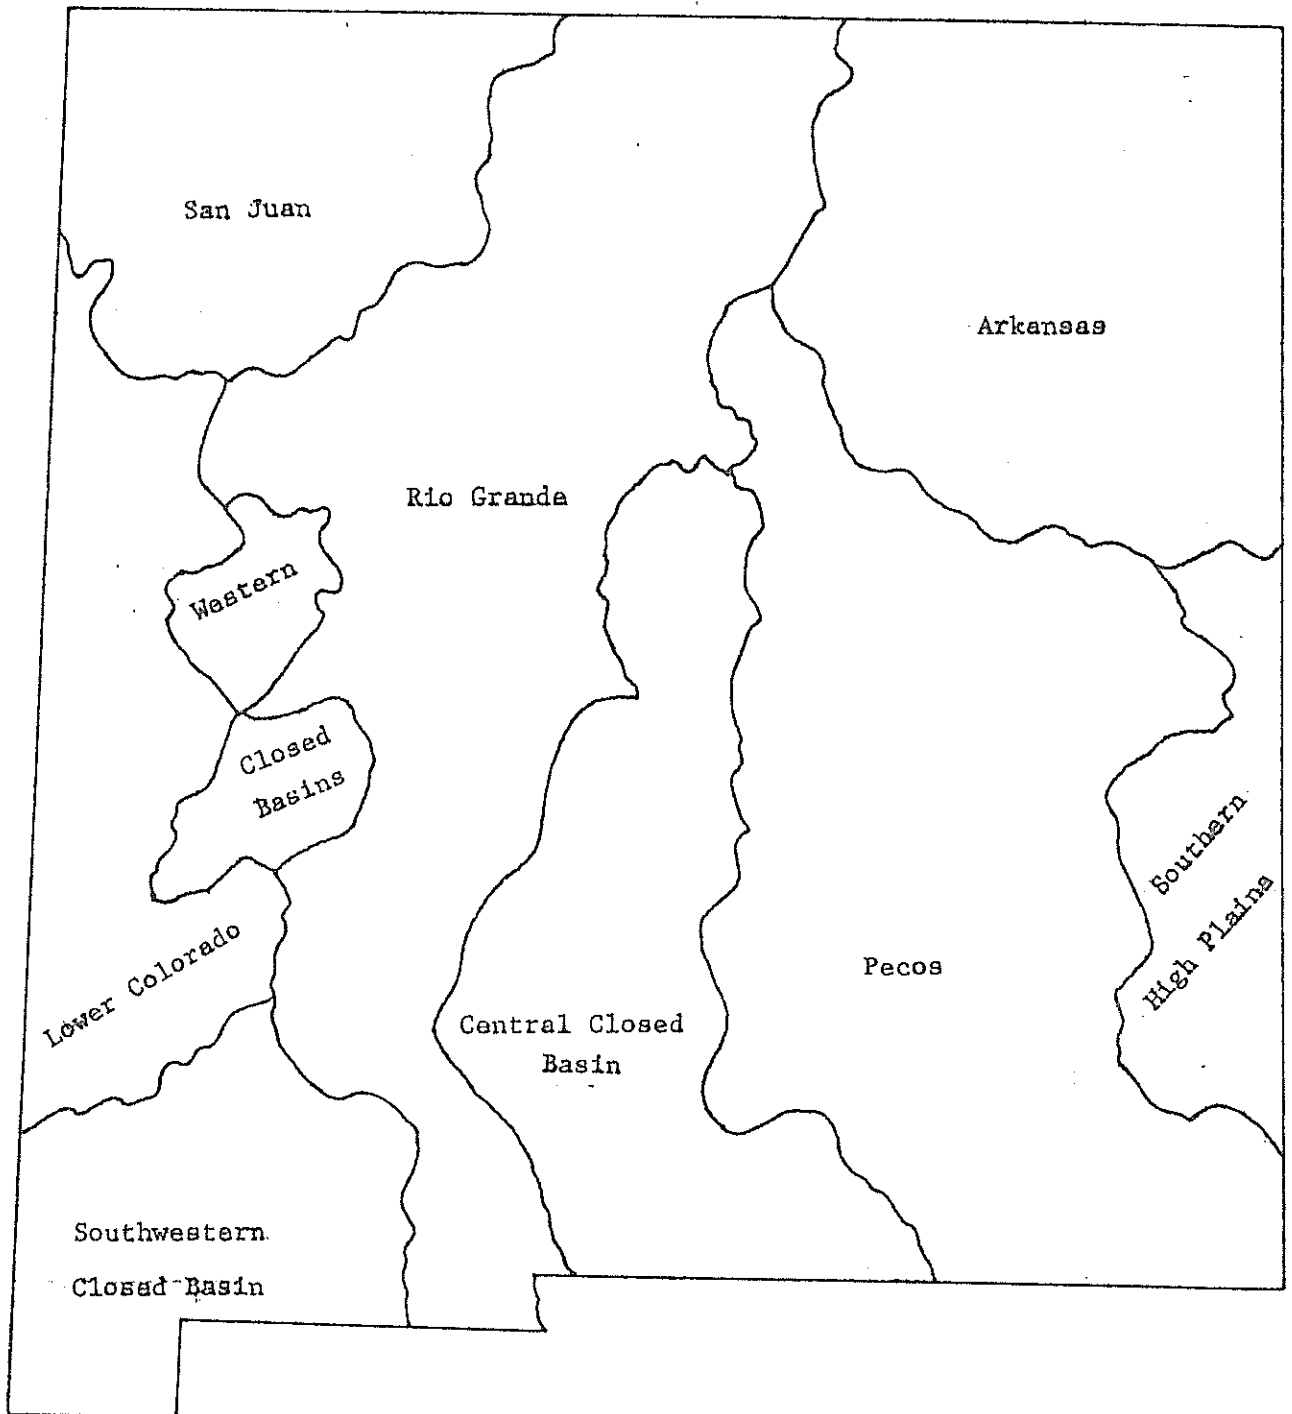 San Juan
Arkansas
Rio Grande
Western
Closed
Basins
Southern
High Plains
Lower Colorado
Pecos
Central Closed
Basin
Southwestern
Closed Basin